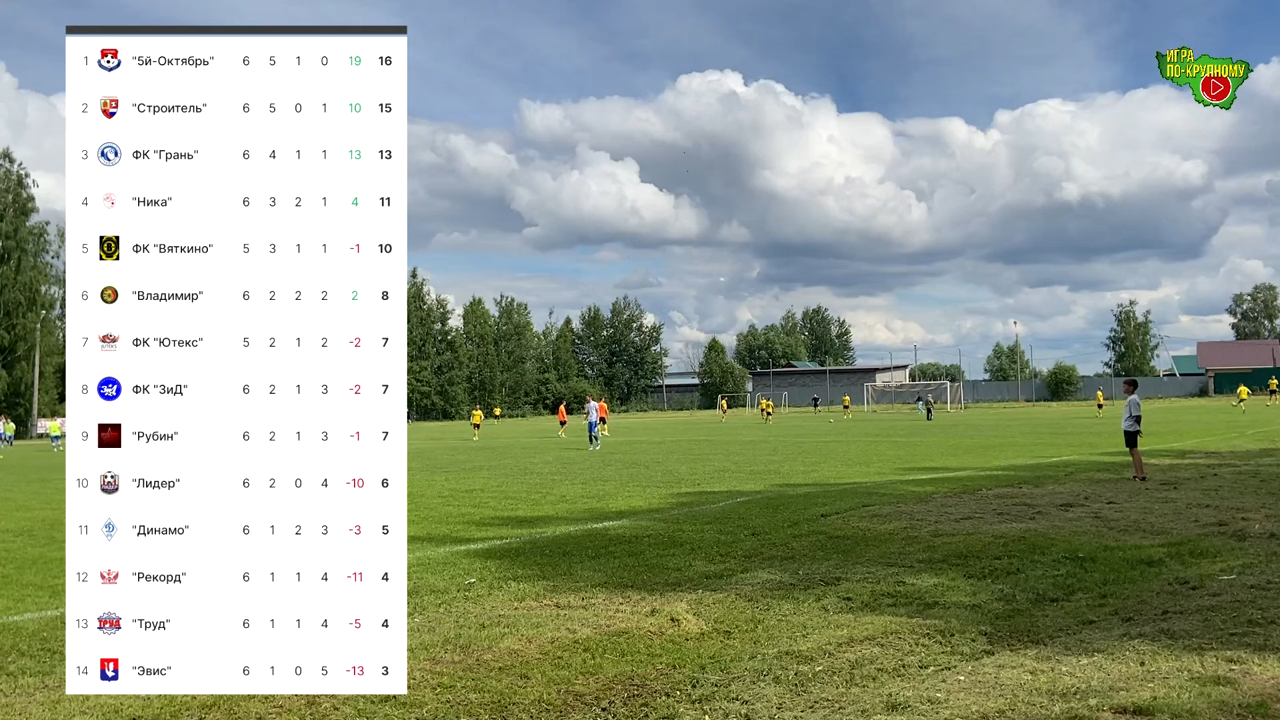 1 "5й-Октябрь" 6 5 1 0 19 16
2 "Строитель" 6 5 0 1 10 15
3 ФК "Грань" 6 4 1 1 13 13
4 "Ника" 6 3 2 1 4 11
5 ФК "Вяткино" 5 3 1 1 -1 10
6 "Владимир" 6 2 2 2 2 8
7 ФК "Ютекс" 5 2 1 2 -2 7
8 ФК "ЗиД" 6 2 1 3 -2 7
9 "Рубин" 6 2 1 3 -1 7
10 "Лидер" 6 2 0 4 -10 6
11 "Динамо" 6 1 2 3 -3 5
12 "Рекорд" 6 1 1 4 -11 4
ТРУД
13 "Труд" 6 1 1 4 -5 4
14 "Эвис" 6 1 0 5 -13 3
ИГРА
ПО-КРУПНОМУ